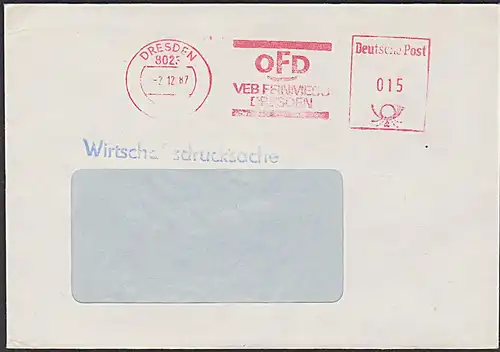 DRESDEN
8023
-2.12.87
OFD
VEB FEINMESS
DRESDEN
Deutsche Post
015
Wirtschaftsdrucksache